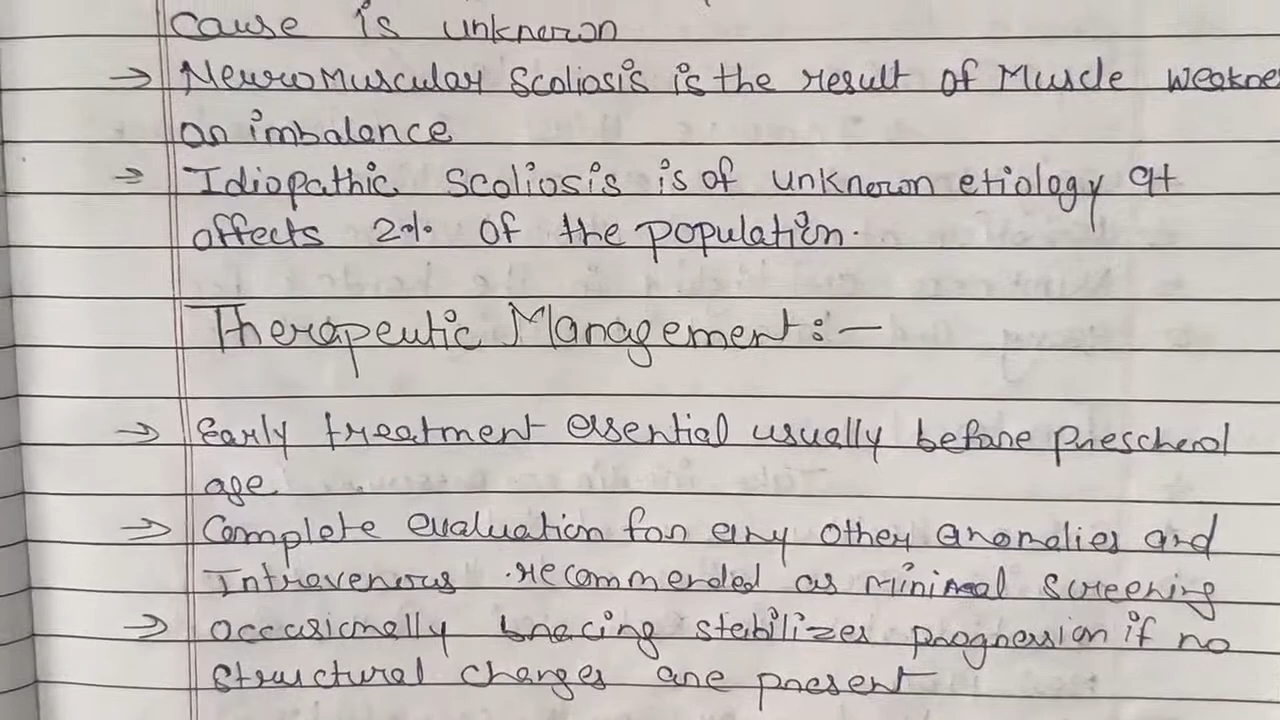 Cause is unknown
→ Neuromuscular Scoliosis is the result of Muscle weakne
an imbalance
→ Idiopathic Scoliosis is of unknown etiology It
affects 2% of the population.
Therapeutic Management:-
→ Early treatment essential usually before Preschool
age
→ Complete evaluation for any other anomalies and
Intravenous recommended as minimal screening
→ occasionally bracing stabilizes progression if no
structural changes are present